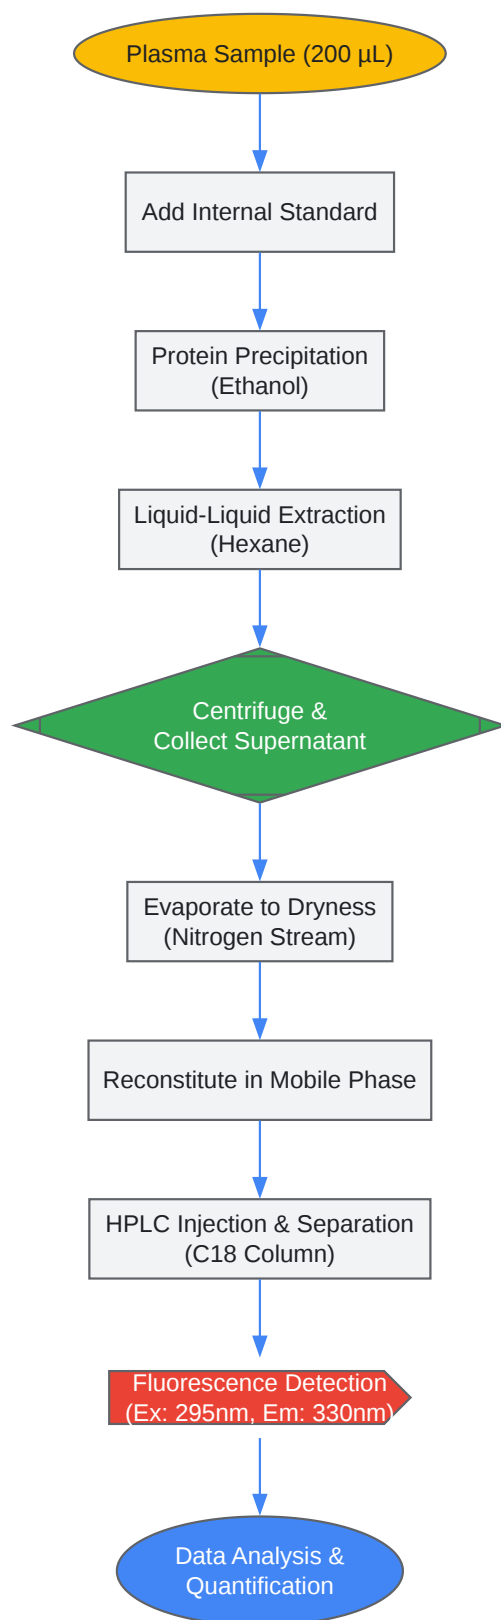 Plasma Sample (200 µL)
Add Internal Standard
Protein Precipitation
(Ethanol)
Liquid-Liquid Extraction
(Hexane)
Centrifuge &
Collect Supernatant
Evaporate to Dryness
(Nitrogen Stream)
Reconstitute in Mobile Phase
HPLC Injection & Separation
(C18 Column)
Fluorescence Detection
(Ex: 295nm, Em: 330nm)
Data Analysis &
Quantification